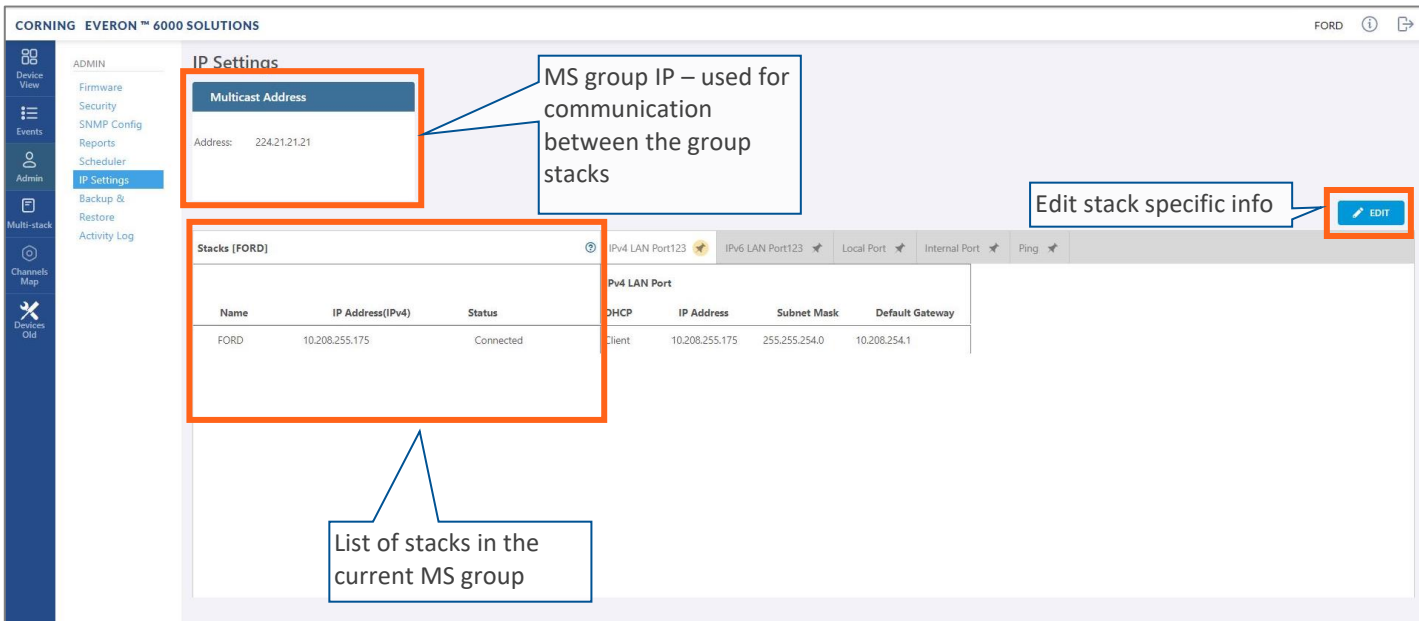 CORNING EVERON ™ 6000 SOLUTIONS
FORD
Device
View
Events
Admin
Multi-stack
Channels
Map
Devices
Old
ADMIN
Firmware
Security
SNMP Config
Reports
Scheduler
IP Settings
Backup &
Restore
Activity Log
IP Settings
Multicast Address
Address: 224.21.21.21
MS group IP – used for
communication
between the group
stacks
Edit stack specific info
EDIT
Stacks [FORD]
IPv4 LAN Port123 IPv6 LAN Port123 Local Port Internal Port Ping
Pv4 LAN Port
Name IP Address(IPv4) Status DHCP IP Address Subnet Mask Default Gateway
FORD 10.208.255.175 Connected Client 10.208.255.175 255.255.254.0 10.208.254.1
List of stacks in the
current MS group